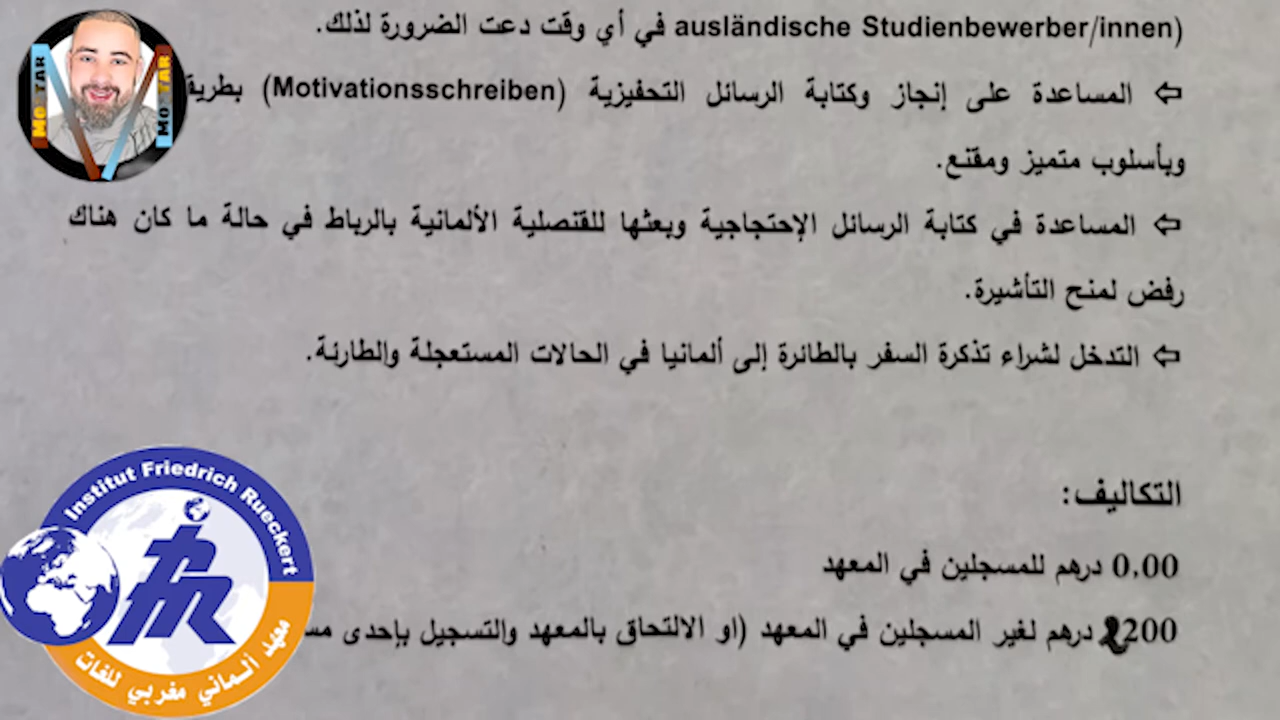 ausländische Studienbewerber/innen) في أي وقت دعت الضرورة لذلك.
⇦ المساعدة على إنجاز وكتابة الرسائل التحفيزية (Motivationsschreiben)
وبأسلوب متميز ومقنع.
⇦ المساعدة في كتابة الرسائل الإحتجاجية وبعثها للقنصلية الألمانية بالرباط في حالة ما كان هناك
رفض لمنح التأشيرة.
⇦ التدخل لشراء تذكرة السفر بالطائرة إلى ألمانيا في الحالات المستعجلة والطارئة.
التكاليف:
0,00 درهم للمسجلين في المعهد
درهم لغير المسجلين في المعهد (او الالتحاق بالمعهد والتسجيل بإحدى
MOKTAR
MOKTAR
Institut Friedrich Rueckert
معهد ألماني مغربي للغات